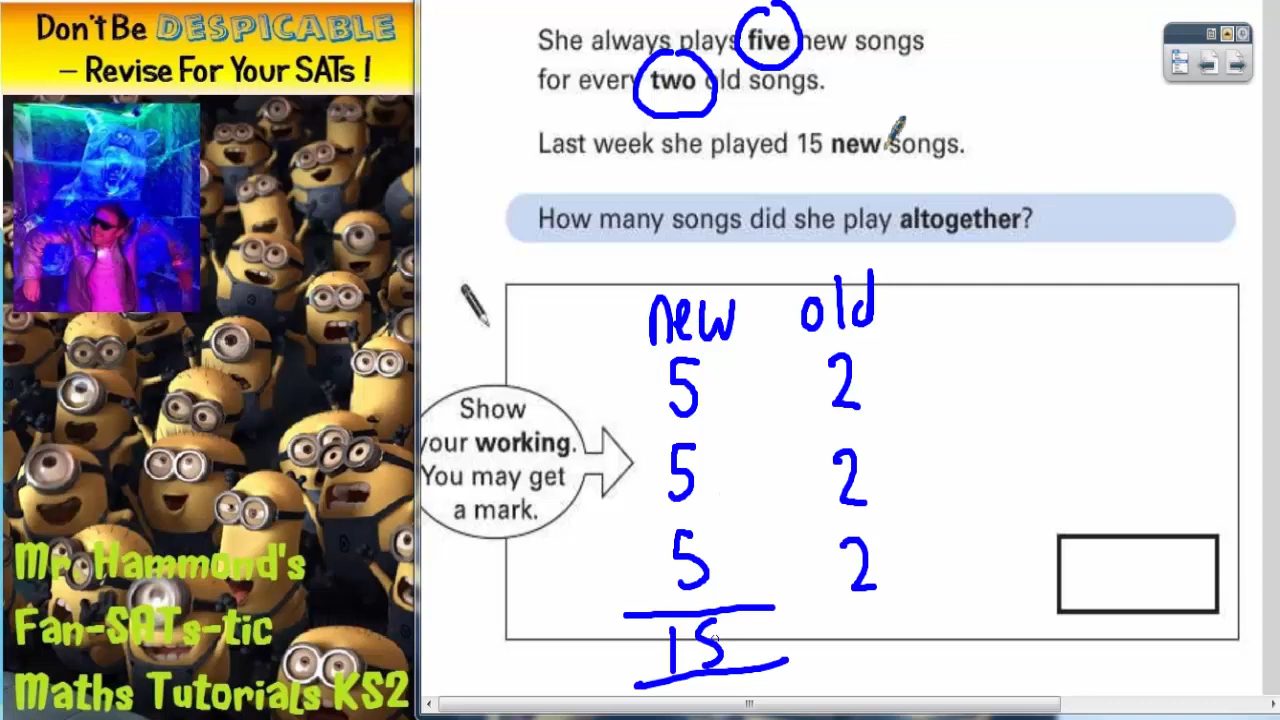 Don't Be DESPICABLE
– Revise For Your SATs !
Mr. Hammond's
Fan-SATs-tic
Maths Tutorials KS2
She always plays five new songs
for every two old songs.
Last week she played 15 new songs.
How many songs did she play altogether?
Show
your working.
You may get
a mark.
new old
5 2
5 2
5 2
15